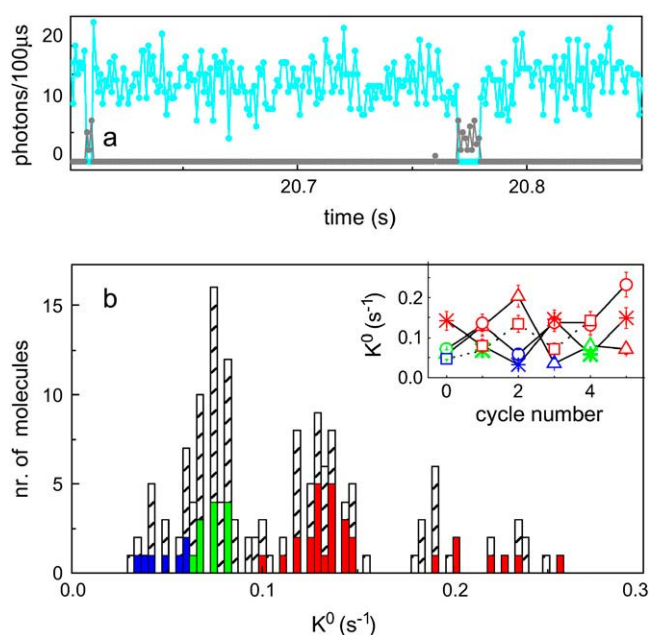 photons/100μs
20
10
0
a
20.7
20.8
time (s)
b
nr. of molecules
15
10
5
0
0.0
0.1
0.2
0.3
K⁰ (s⁻¹)
K⁰ (s⁻¹)
0.2
0.1
0.0
0
2
4
cycle number